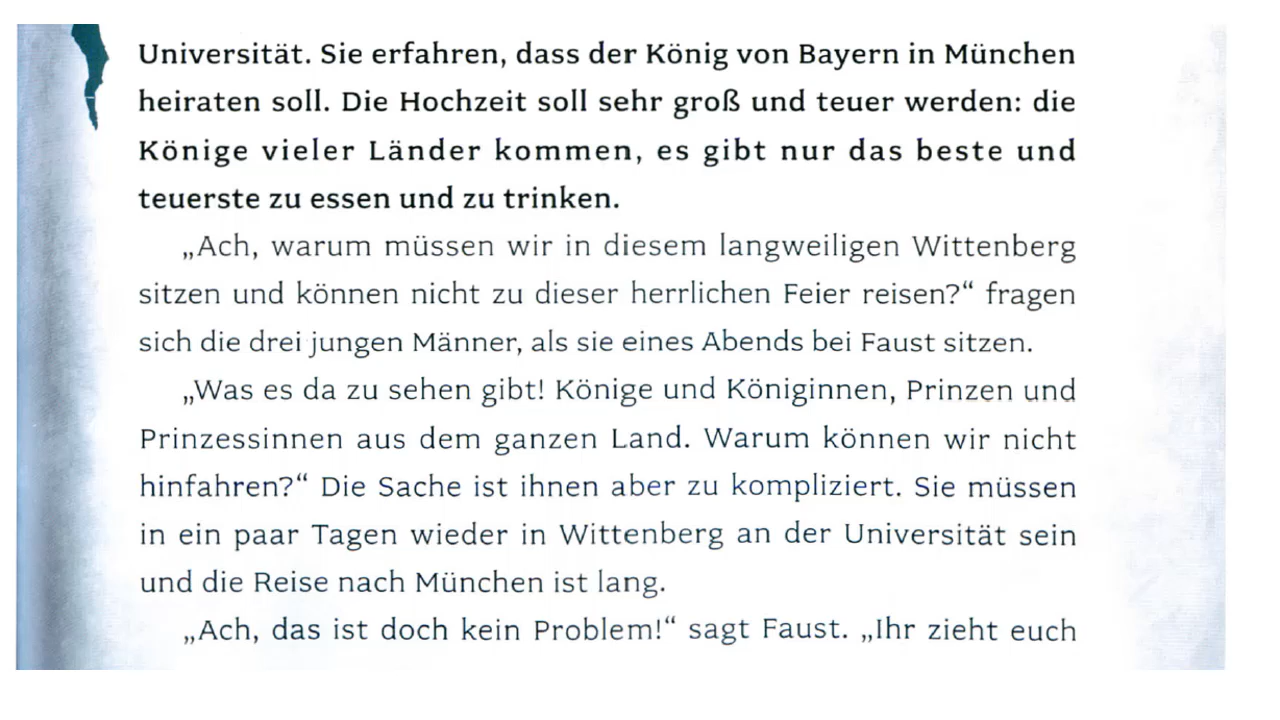 Universität. Sie erfahren, dass der König von Bayern in München
heiraten soll. Die Hochzeit soll sehr groß und teuer werden: die
Könige vieler Länder kommen, es gibt nur das beste und
teuerste zu essen und zu trinken.
„Ach, warum müssen wir in diesem langweiligen Wittenberg
sitzen und können nicht zu dieser herrlichen Feier reisen?“ fragen
sich die drei jungen Männer, als sie eines Abends bei Faust sitzen.
„Was es da zu sehen gibt! Könige und Königinnen, Prinzen und
Prinzessinnen aus dem ganzen Land. Warum können wir nicht
hinfahren?“ Die Sache ist ihnen aber zu kompliziert. Sie müssen
in ein paar Tagen wieder in Wittenberg an der Universität sein
und die Reise nach München ist lang.
„Ach, das ist doch kein Problem!“ sagt Faust. „Ihr zieht euch